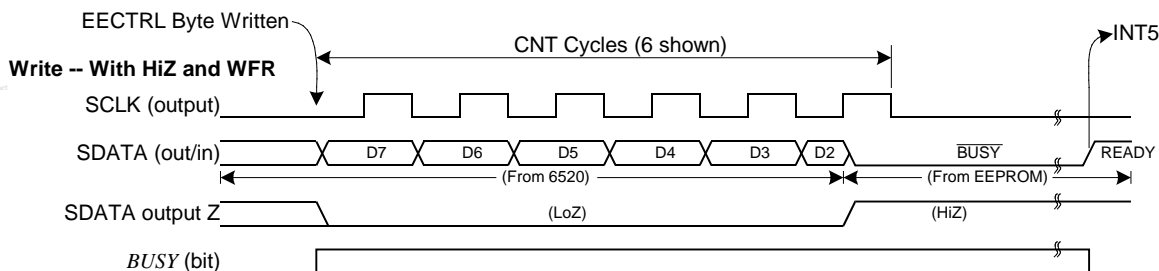 EECTRL Byte Written
INT5
CNT Cycles (6 shown)
Write -- With HiZ and WFR
SCLK (output)
SDATA (out/in) D7 D6 D5 D4 D3 D2 BUSY READY
(From 6520) (From EEPROM)
SDATA output Z (LoZ) (HiZ)
BUSY (bit)